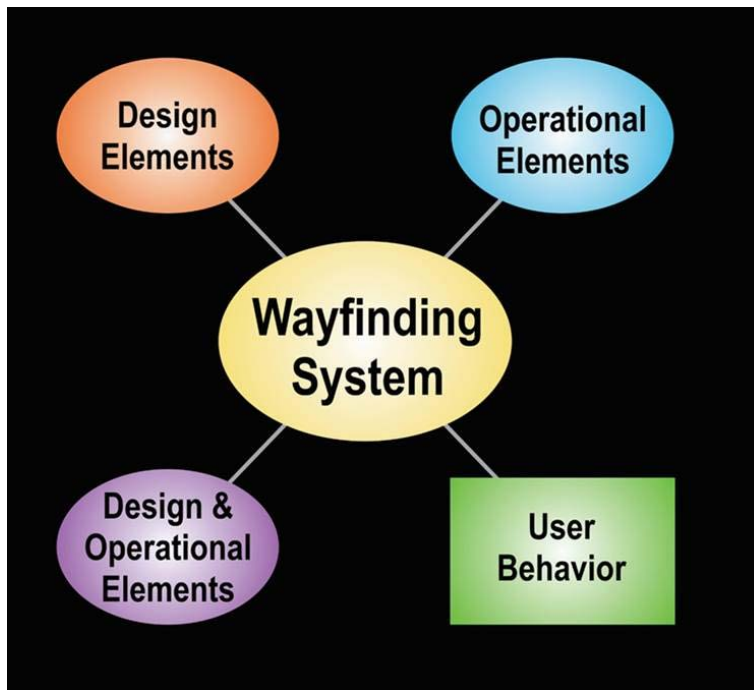 Design
Elements
Operational
Elements
Wayfinding
System
Design &
Operational
Elements
User
Behavior